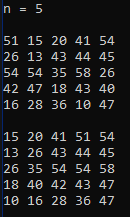 n = 5
51 15 20 41 54
26 13 43 44 45
54 54 35 58 26
42 47 18 43 40
16 28 36 10 47
15 20 41 51 54
13 26 43 44 45
26 35 54 54 58
18 40 42 43 47
10 16 28 36 47